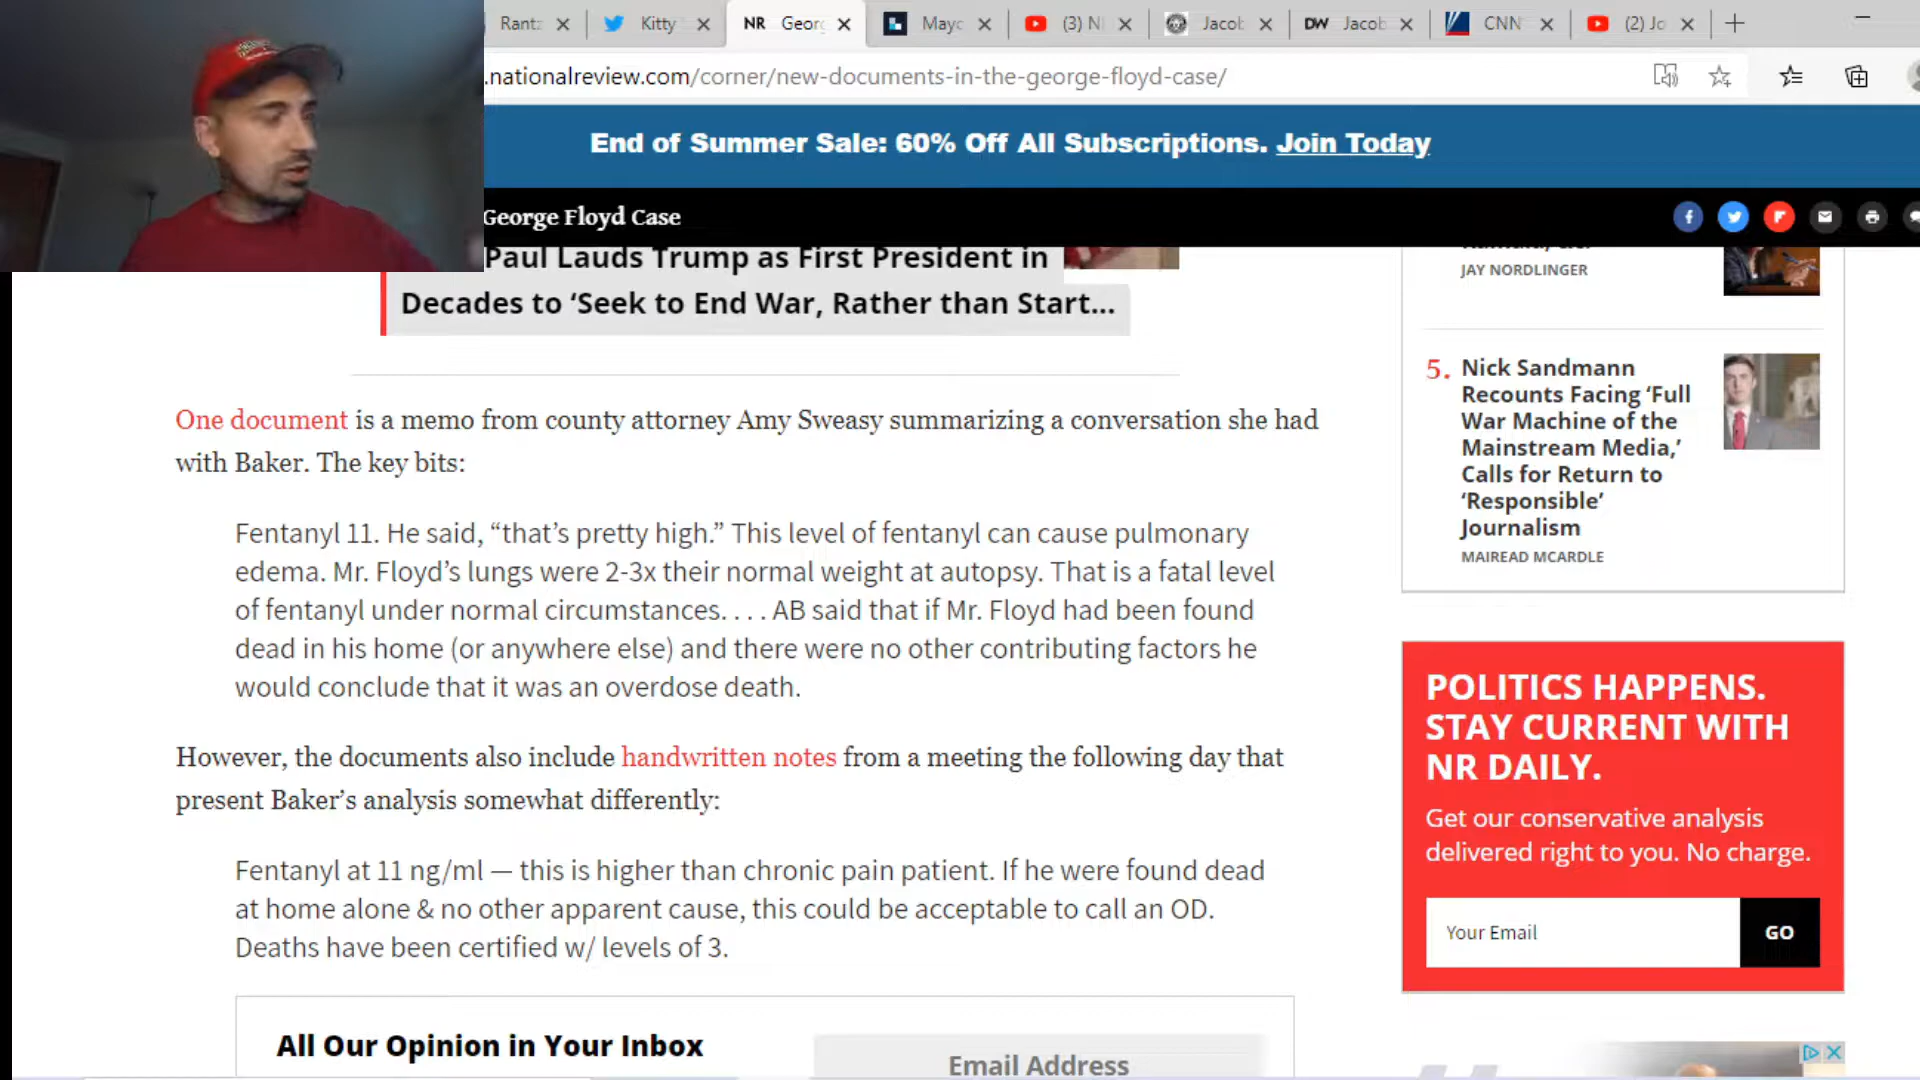 Rantz
Kitty
NR Geor
Mayo
(3) N
Jacob
DW Jacob
CNN
(2) Jo
.nationalreview.com/corner/new-documents-in-the-george-floyd-case/
End of Summer Sale: 60% Off All Subscriptions. Join Today
George Floyd Case
Paul Lauds Trump as First President in
Decades to ‘Seek to End War, Rather than Start...
One document is a memo from county attorney Amy Sweasy summarizing a conversation she had
with Baker. The key bits:
Fentanyl 11. He said, “that’s pretty high.” This level of fentanyl can cause pulmonary
edema. Mr. Floyd’s lungs were 2-3x their normal weight at autopsy. That is a fatal level
of fentanyl under normal circumstances. . . . AB said that if Mr. Floyd had been found
dead in his home (or anywhere else) and there were no other contributing factors he
would conclude that it was an overdose death.
However, the documents also include handwritten notes from a meeting the following day that
present Baker’s analysis somewhat differently:
Fentanyl at 11 ng/ml — this is higher than chronic pain patient. If he were found dead
at home alone & no other apparent cause, this could be acceptable to call an OD.
Deaths have been certified w/ levels of 3.
All Our Opinion in Your Inbox
Email Address
JAY NORDLINGER
5. Nick Sandmann
Recounts Facing ‘Full
War Machine of the
Mainstream Media,’
Calls for Return to
‘Responsible’
Journalism
MAIREAD MCARDLE
POLITICS HAPPENS.
STAY CURRENT WITH
NR DAILY.
Get our conservative analysis
delivered right to you. No charge.
Your Email
GO